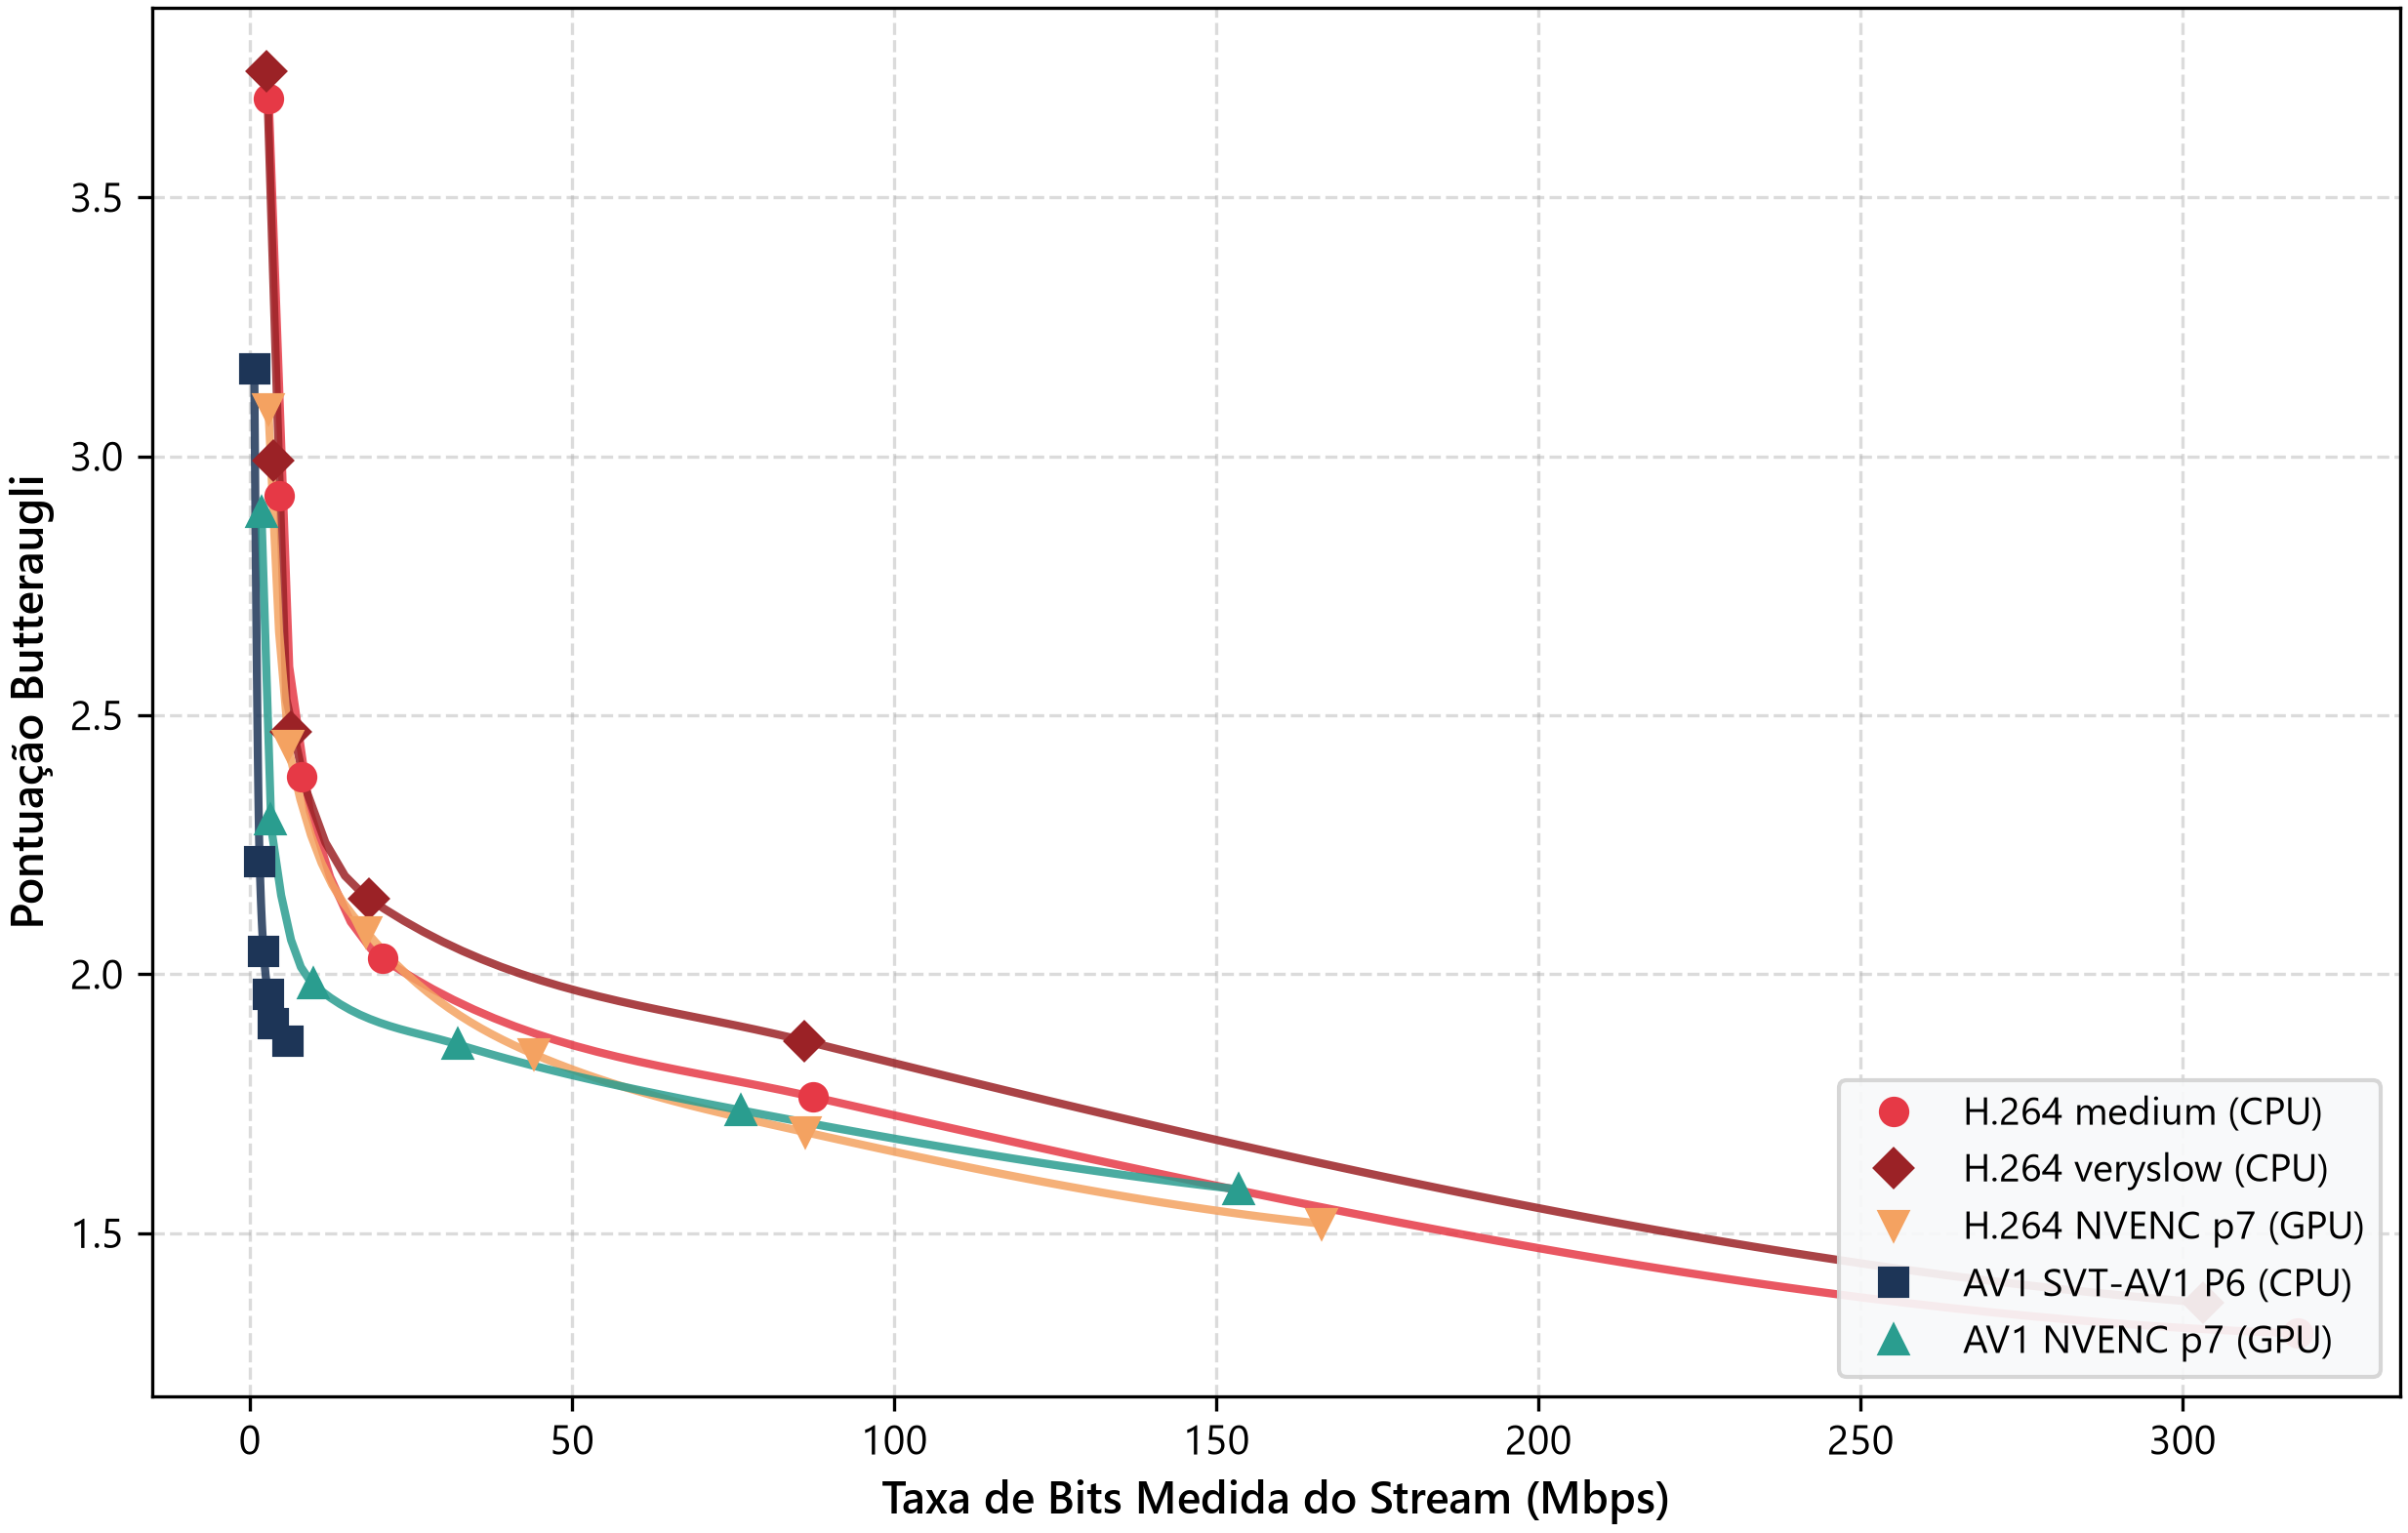 Pontuação Butteraugli
3.5
3.0
2.5
2.0
1.5
0
50
100
150
200
250
300
Taxa de Bits Medida do Stream (Mbps)
H.264 medium (CPU)
H.264 veryslow (CPU)
H.264 NVENC p7 (GPU)
AV1 SVT-AV1 P6 (CPU)
AV1 NVENC p7 (GPU)